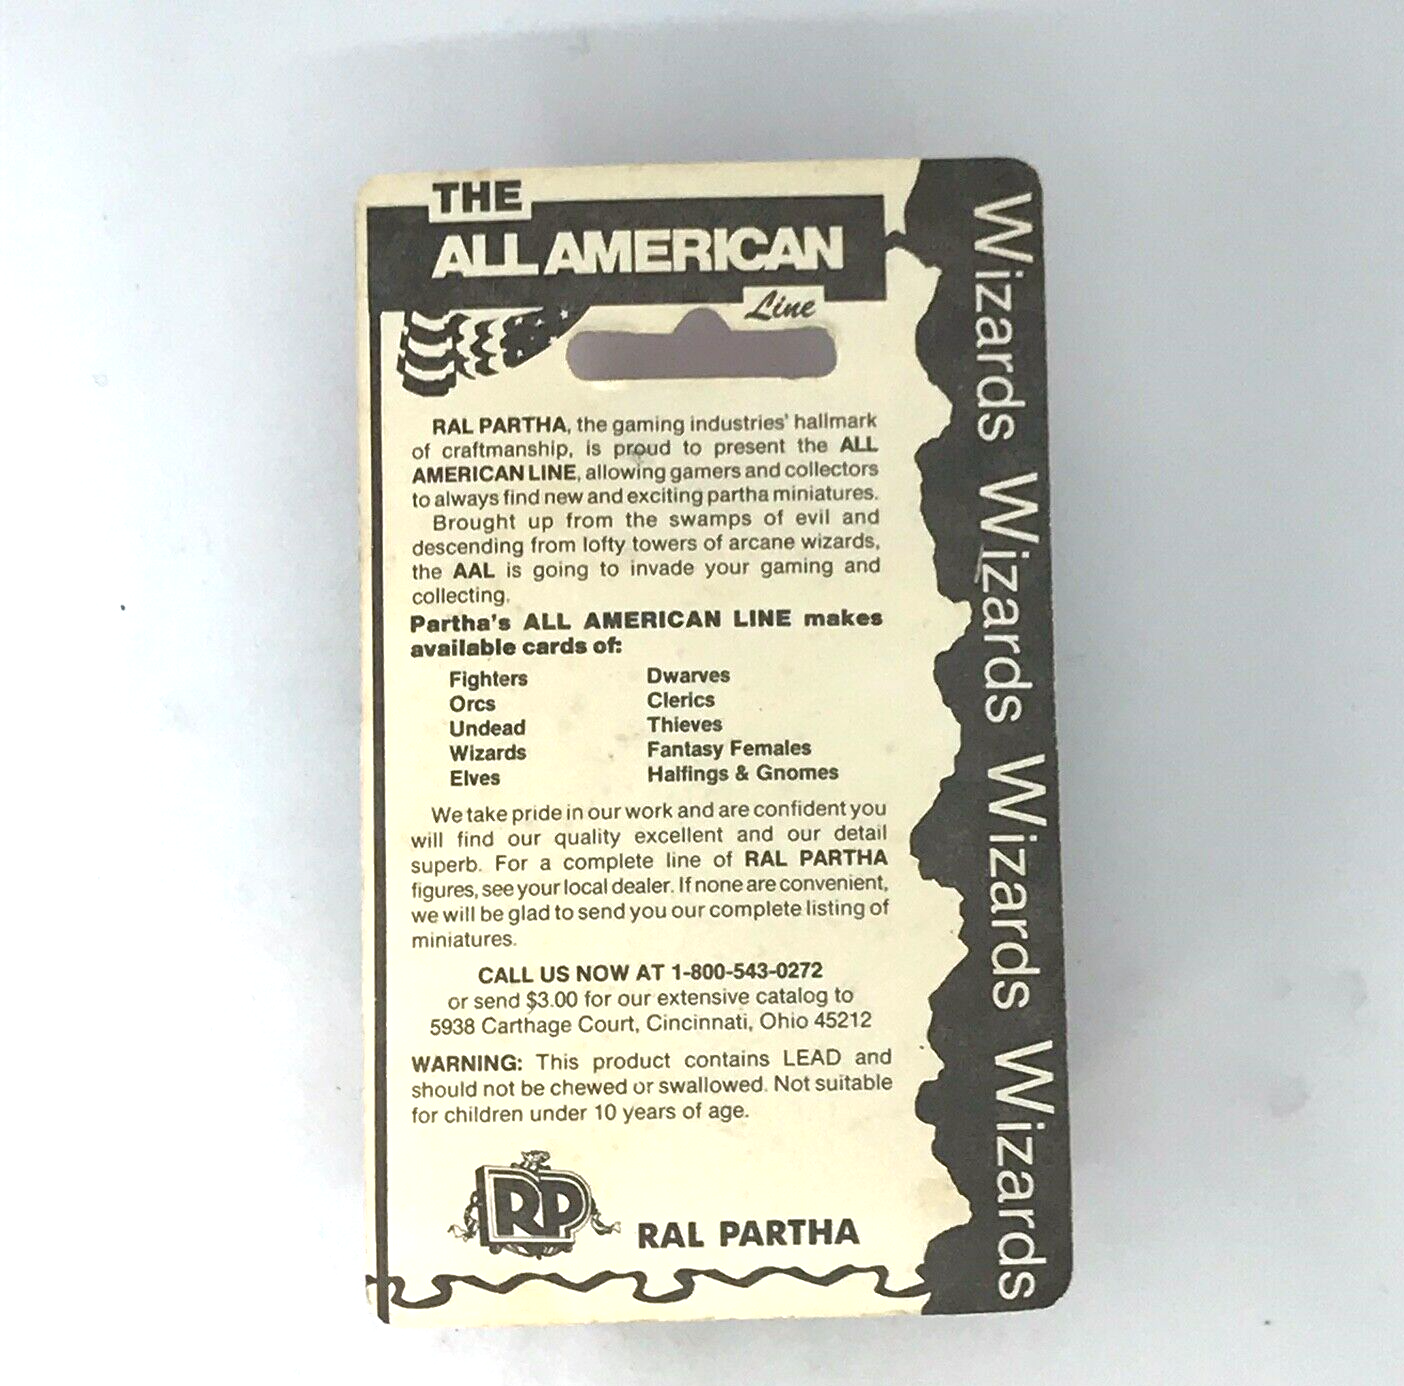 THE
ALL AMERICAN
Line
RAL PARTHA, the gaming industries' hallmark
of craftmanship, is proud to present the ALL
AMERICAN LINE, allowing gamers and collectors
to always find new and exciting partha miniatures.
Brought up from the swamps of evil and
descending from lofty towers of arcane wizards,
the AAL is going to invade your gaming and
collecting.
Partha's ALL AMERICAN LINE makes
available cards of:
Fighters
Orcs
Undead
Wizards
Elves
Dwarves
Clerics
Thieves
Fantasy Females
Halfings & Gnomes
We take pride in our work and are confident you
will find our quality excellent and our detail
superb. For a complete line of RAL PARTHA
figures, see your local dealer. If none are convenient,
we will be glad to send you our complete listing of
miniatures.
CALL US NOW AT 1-800-543-0272
or send $3.00 for our extensive catalog to
5938 Carthage Court, Cincinnati, Ohio 45212
WARNING: This product contains LEAD and
should not be chewed or swallowed. Not suitable
for children under 10 years of age.
RP
RAL PARTHA
Wizards Wizards Wizards Wizards